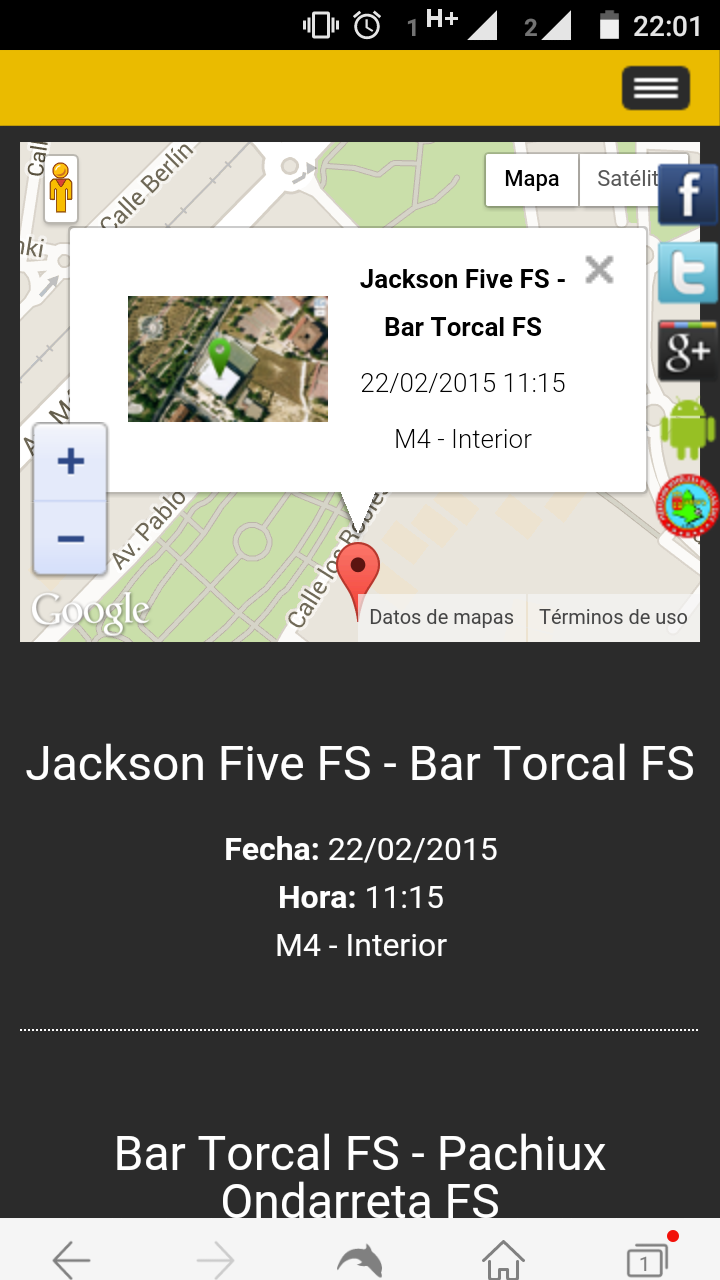 1 H+ 2 22:01
Calle Berlín
Mapa
Satélit
f
t
g+
Jackson Five FS -
Bar Torcal FS
22/02/2015 11:15
M4 - Interior
+
−
Av. Pablo
Calle los Robles
Google
Datos de mapas
Términos de uso
Jackson Five FS - Bar Torcal FS
Fecha: 22/02/2015
Hora: 11:15
M4 - Interior
Bar Torcal FS - Pachiux
Ondarreta FS
1